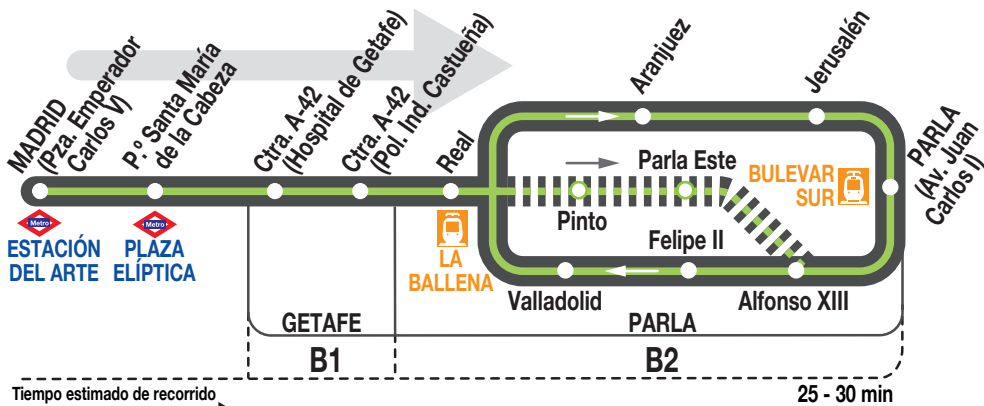 MADRID
(Pza. Emperador
Carlos V)
P.º Santa María
de la Cabeza
Ctra. A-42
(Hospital de Getafe)
Ctra. A-42
(Pol. Ind. Castueña)
Real
Aranjuez
Jerusalén
PARLA
(Av. Juan
Carlos I)
Parla Este
Pinto
BULEVAR
SUR
Felipe II
Valladolid
Alfonso XIII
Metro
ESTACIÓN
DEL ARTE
Metro
PLAZA
ELÍPTICA
LA
BALLENA
GETAFE
PARLA
B1
B2
Tiempo estimado de recorrido
25 - 30 min